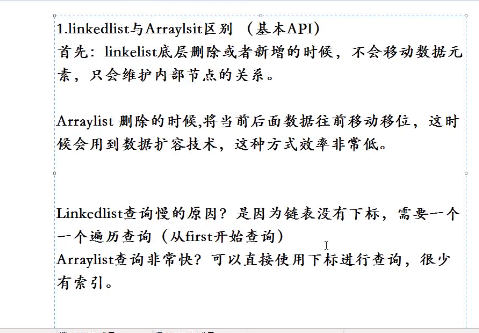 1.linkedlist与Arraylsit区别 （基本API）
首先：linkelist底层删除或者新增的时候，不会移动数据元
素，只会维护内部节点的关系。
Arraylist 删除的时候,将当前后面数据往前移动移位，这时
候会用到数据扩容技术，这种方式效率非常低。
Linkedlist查询慢的原因？是因为链表没有下标，需要一个
一个遍历查询（从first开始查询）
Arraylist查询非常快？可以直接使用下标进行查询，很少
有索引。